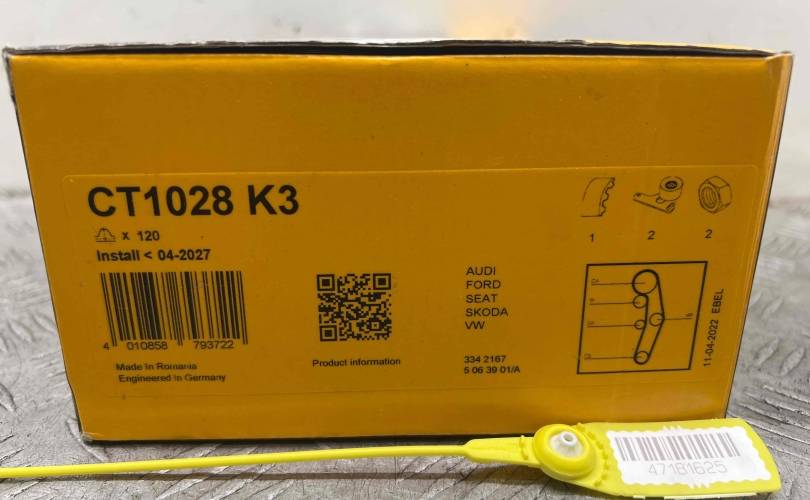 CT1028 K3
x 120
Install < 04-2027
4 010858 793722
Made In Romania
Engineered In Germany
Product information
AUDI
FORD
SEAT
SKODA
VW
334 2167
5 06 39 01/A
1 2 2
11-04-2022 EBEL
47181625